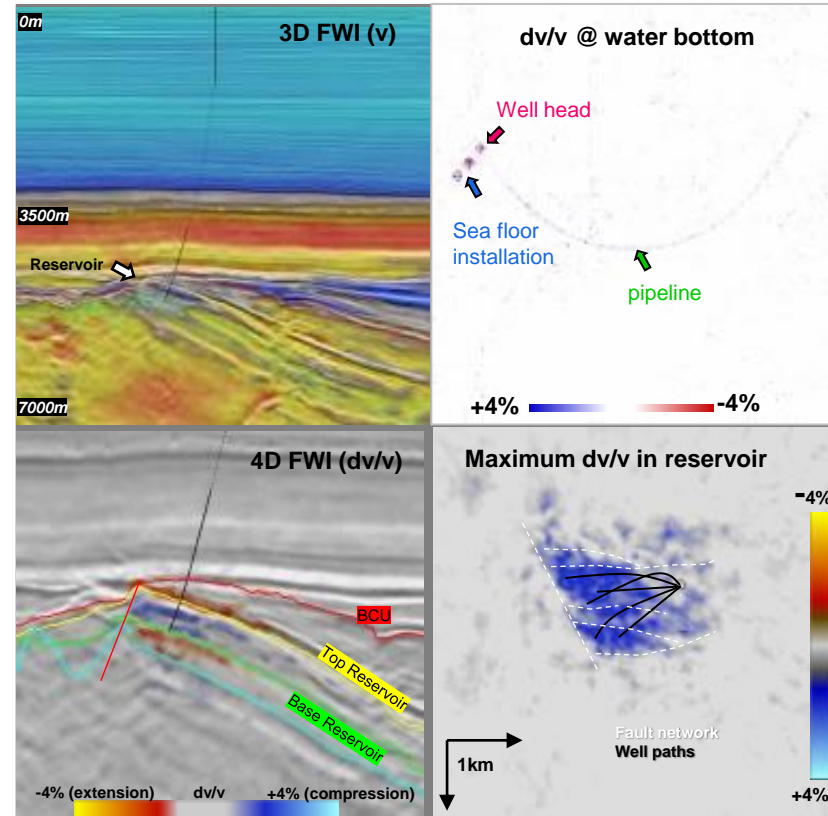 0m
3D FWI (v)
3500m
Reservoir
7000m
dv/v @ water bottom
Well head
Sea floor
installation
pipeline
+4%
-4%
4D FWI (dv/v)
BCU
Top Reservoir
Base Reservoir
-4% (extension) dv/v +4% (compression)
Maximum dv/v in reservoir
-4%
Fault network
Well paths
1km
+4%